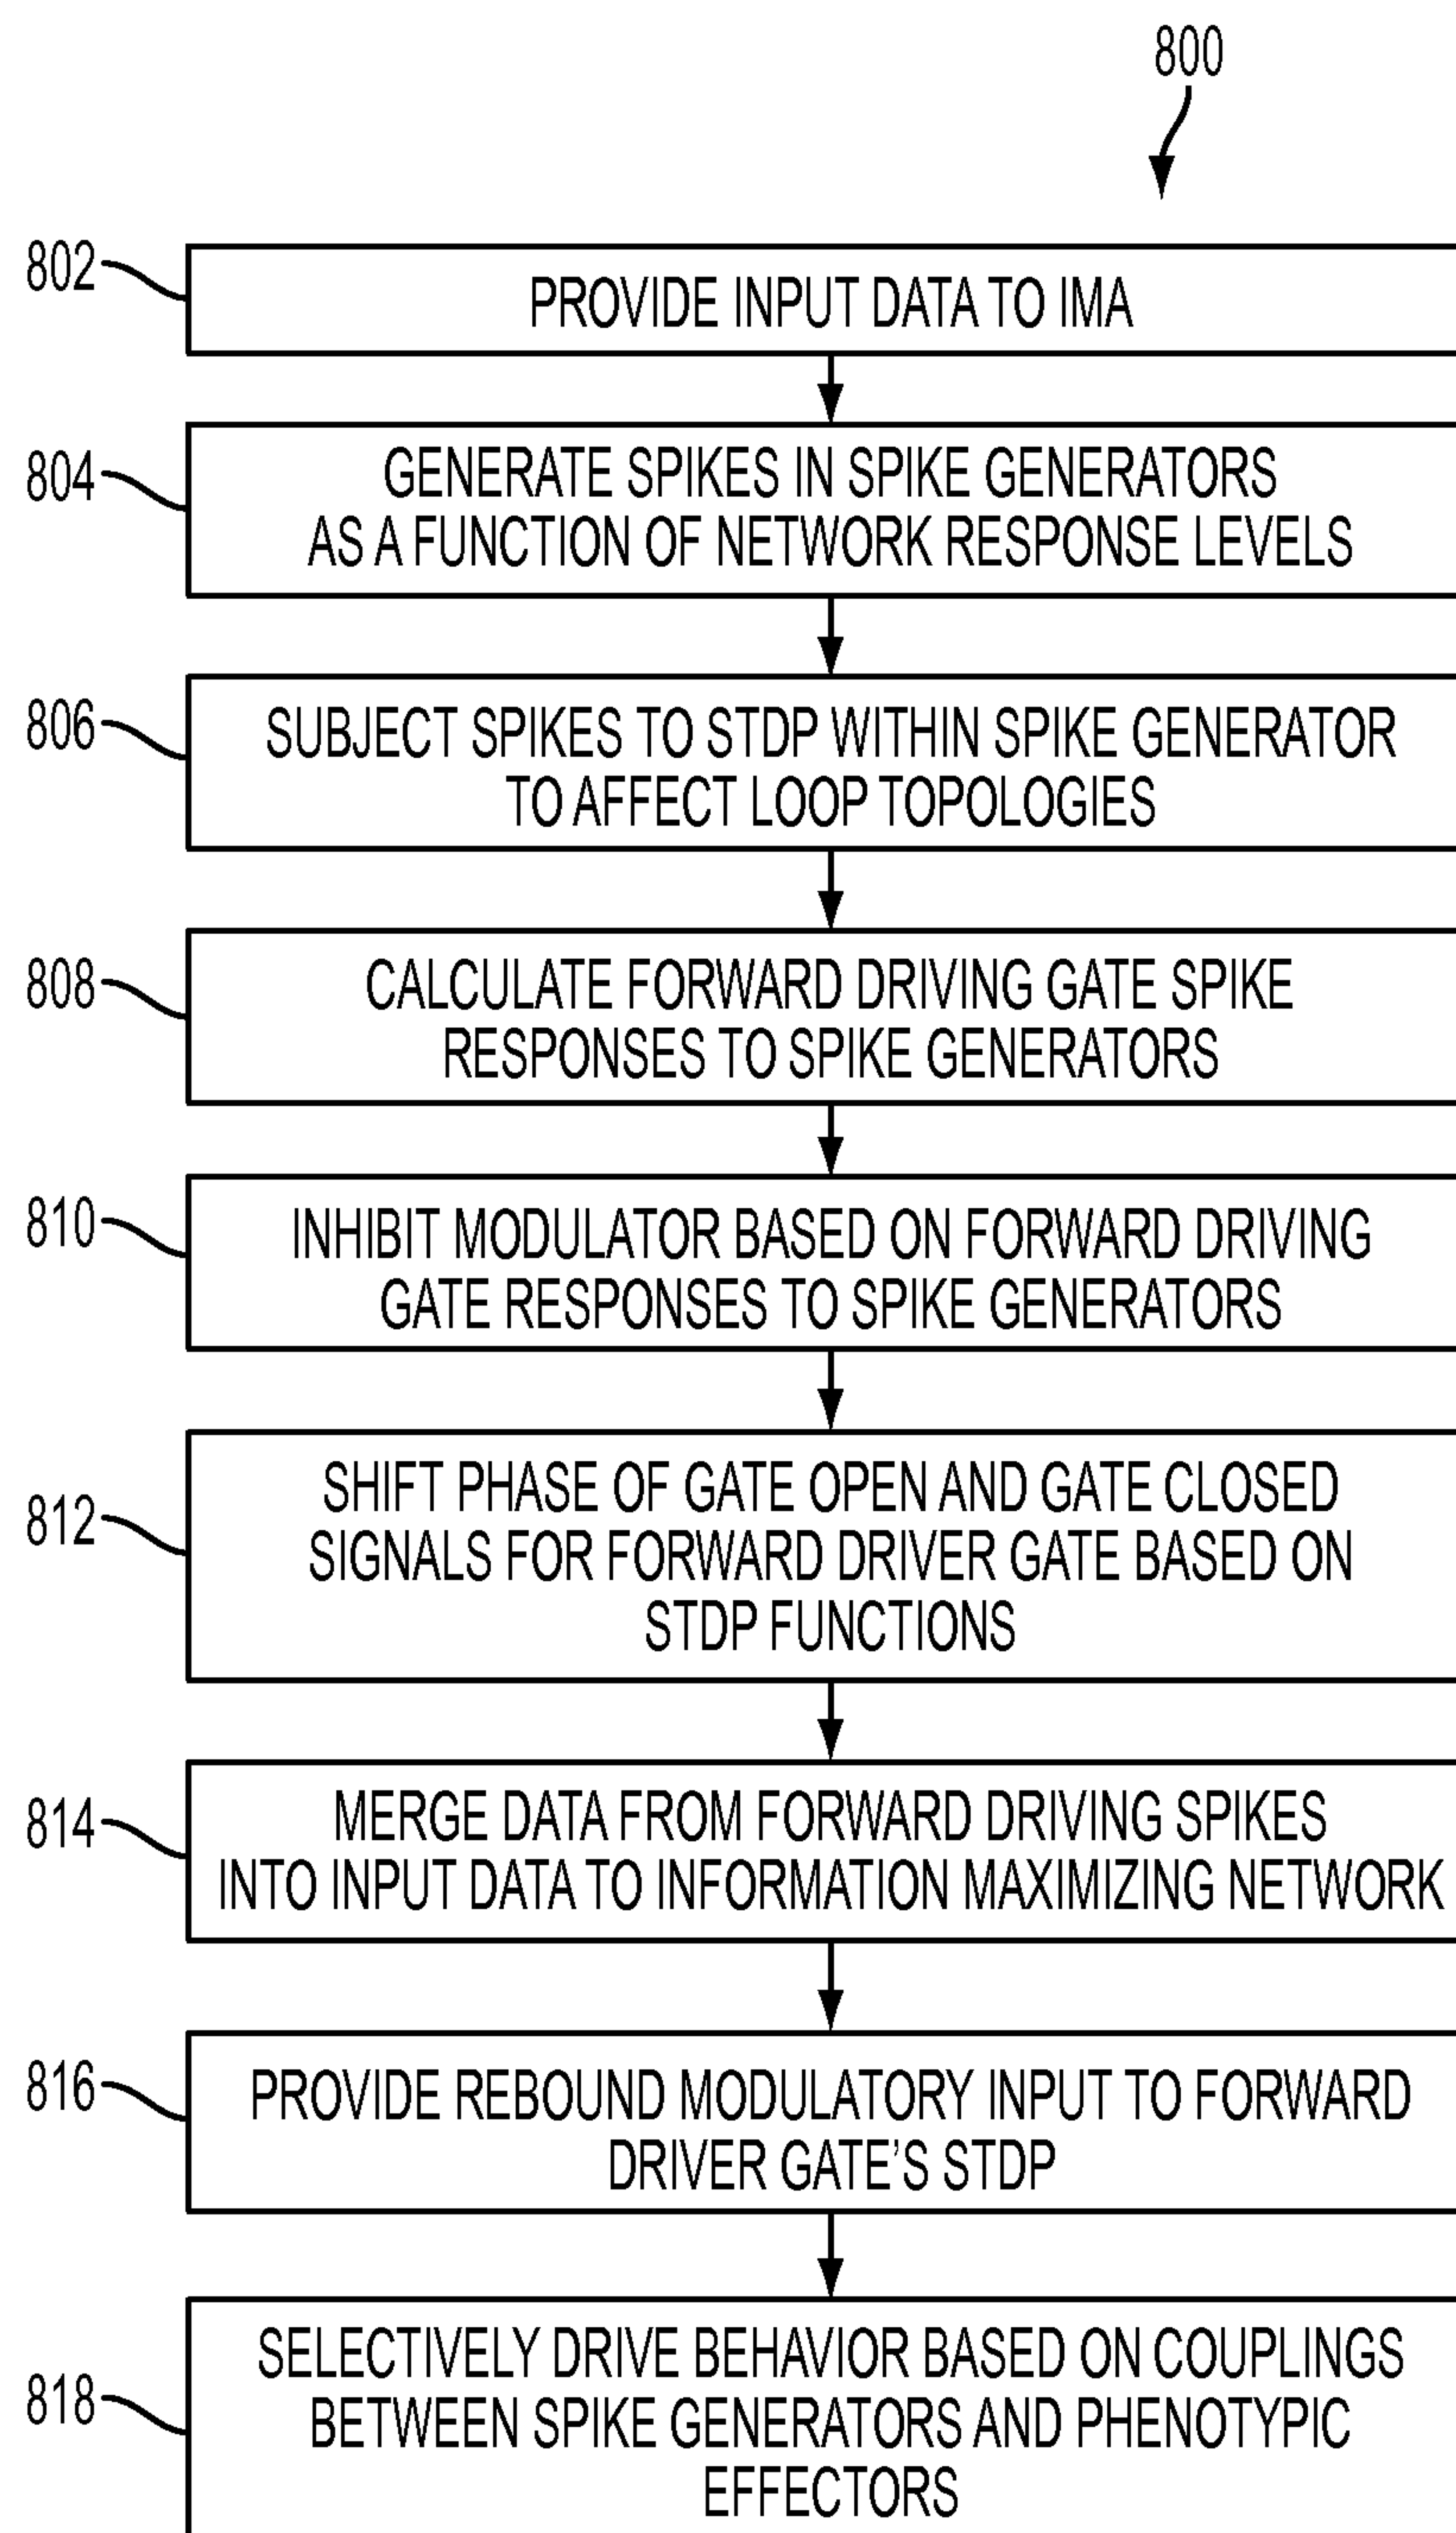 800
802
PROVIDE INPUT DATA TO IMA
804
GENERATE SPIKES IN SPIKE GENERATORS
AS A FUNCTION OF NETWORK RESPONSE LEVELS
806
SUBJECT SPIKES TO STDP WITHIN SPIKE GENERATOR
TO AFFECT LOOP TOPOLOGIES
808
CALCULATE FORWARD DRIVING GATE SPIKE
RESPONSES TO SPIKE GENERATORS
810
INHIBIT MODULATOR BASED ON FORWARD DRIVING
GATE RESPONSES TO SPIKE GENERATORS
812
SHIFT PHASE OF GATE OPEN AND GATE CLOSED
SIGNALS FOR FORWARD DRIVER GATE BASED ON
STDP FUNCTIONS
814
MERGE DATA FROM FORWARD DRIVING SPIKES
INTO INPUT DATA TO INFORMATION MAXIMIZING NETWORK
816
PROVIDE REBOUND MODULATORY INPUT TO FORWARD
DRIVER GATE'S STDP
818
SELECTIVELY DRIVE BEHAVIOR BASED ON COUPLINGS
BETWEEN SPIKE GENERATORS AND PHENOTYPIC
EFFECTORS